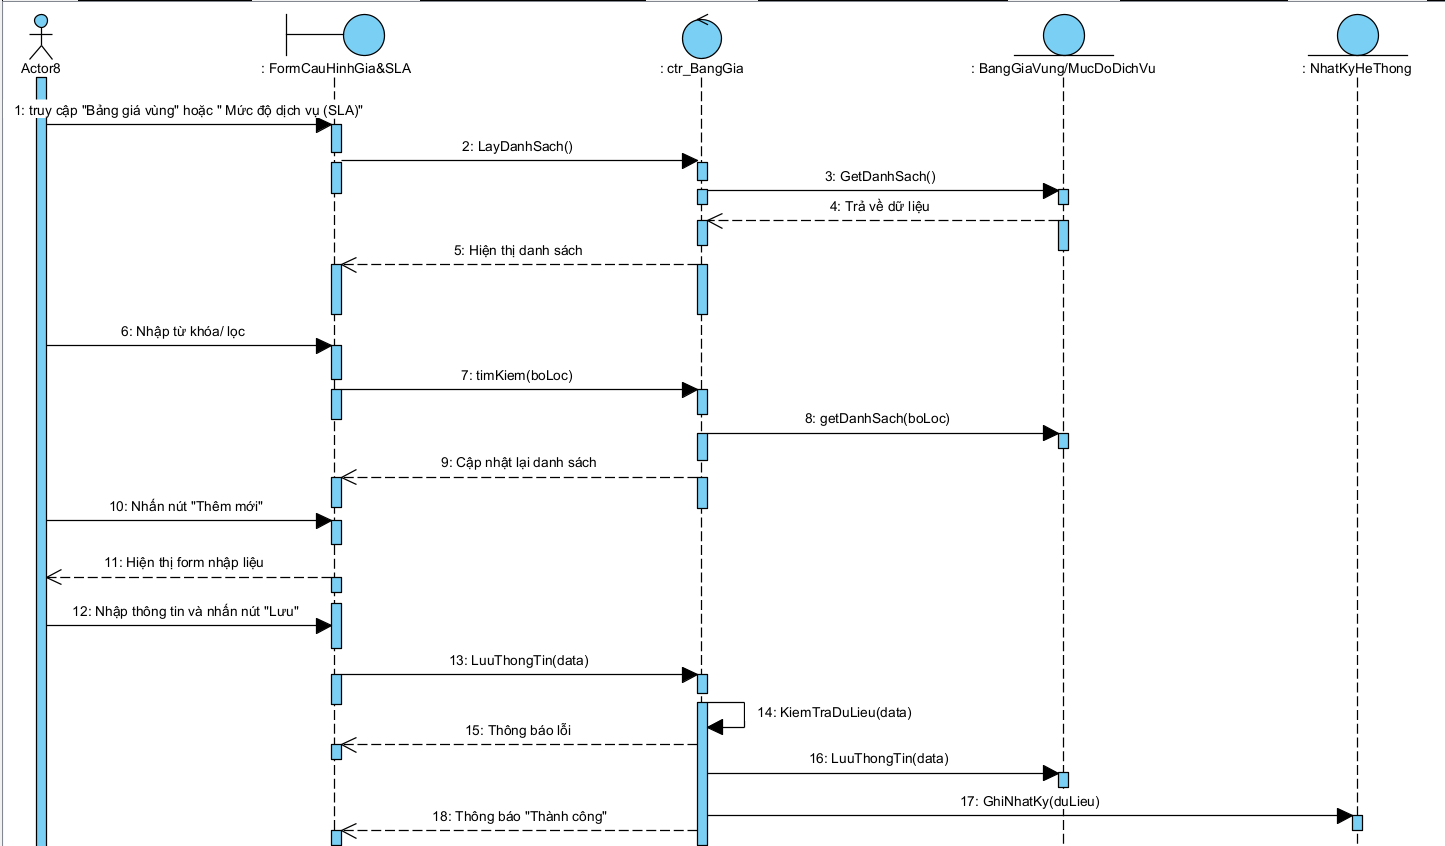 Actor8
: FormCauHinhGia&SLA
: ctr_BangGia
: BangGiaVung/MucDoDichVu
: NhatKyHeThong
1: truy cập "Bảng giá vùng" hoặc " Mức độ dịch vụ (SLA)"
2: LayDanhSach()
3: GetDanhSach()
4: Trả về dữ liệu
5: Hiện thị danh sách
6: Nhập từ khóa/ lọc
7: timKiem(boLoc)
8: getDanhSach(boLoc)
9: Cập nhật lại danh sách
10: Nhấn nút "Thêm mới"
11: Hiện thị form nhập liệu
12: Nhập thông tin và nhấn nút "Lưu"
13: LuuThongTin(data)
14: KiemTraDuLieu(data)
15: Thông báo lỗi
16: LuuThongTin(data)
17: GhiNhatKy(duLieu)
18: Thông báo "Thành công"